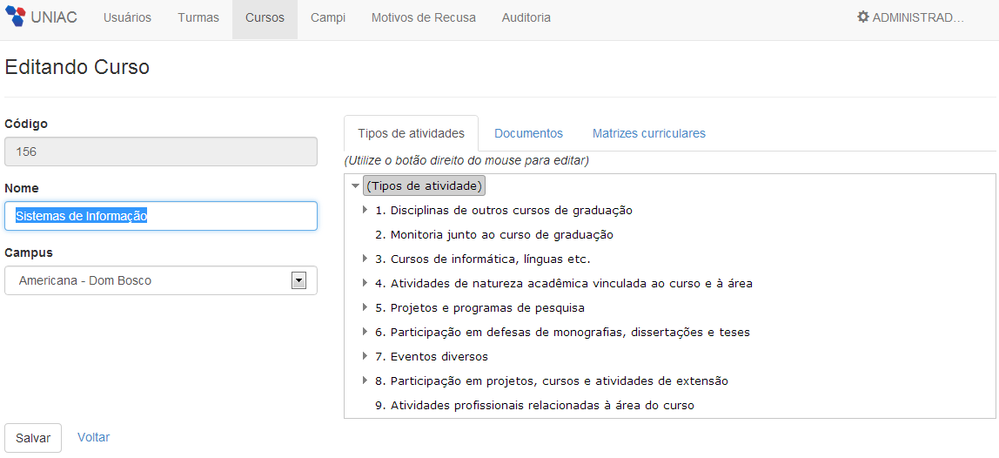 UNIAC Usuários Turmas Cursos Campi Motivos de Recusa Auditoria ADMINISTRAD...
Editando Curso
Código
156
Nome
Sistemas de Informação
Campus
Americana - Dom Bosco
Tipos de atividades Documentos Matrizes curriculares
(Utilize o botão direito do mouse para editar)
(Tipos de atividade)
1. Disciplinas de outros cursos de graduação
2. Monitoria junto ao curso de graduação
3. Cursos de informática, línguas etc.
4. Atividades de natureza acadêmica vinculada ao curso e à área
5. Projetos e programas de pesquisa
6. Participação em defesas de monografias, dissertações e teses
7. Eventos diversos
8. Participação em projetos, cursos e atividades de extensão
9. Atividades profissionais relacionadas à área do curso
Salvar Voltar